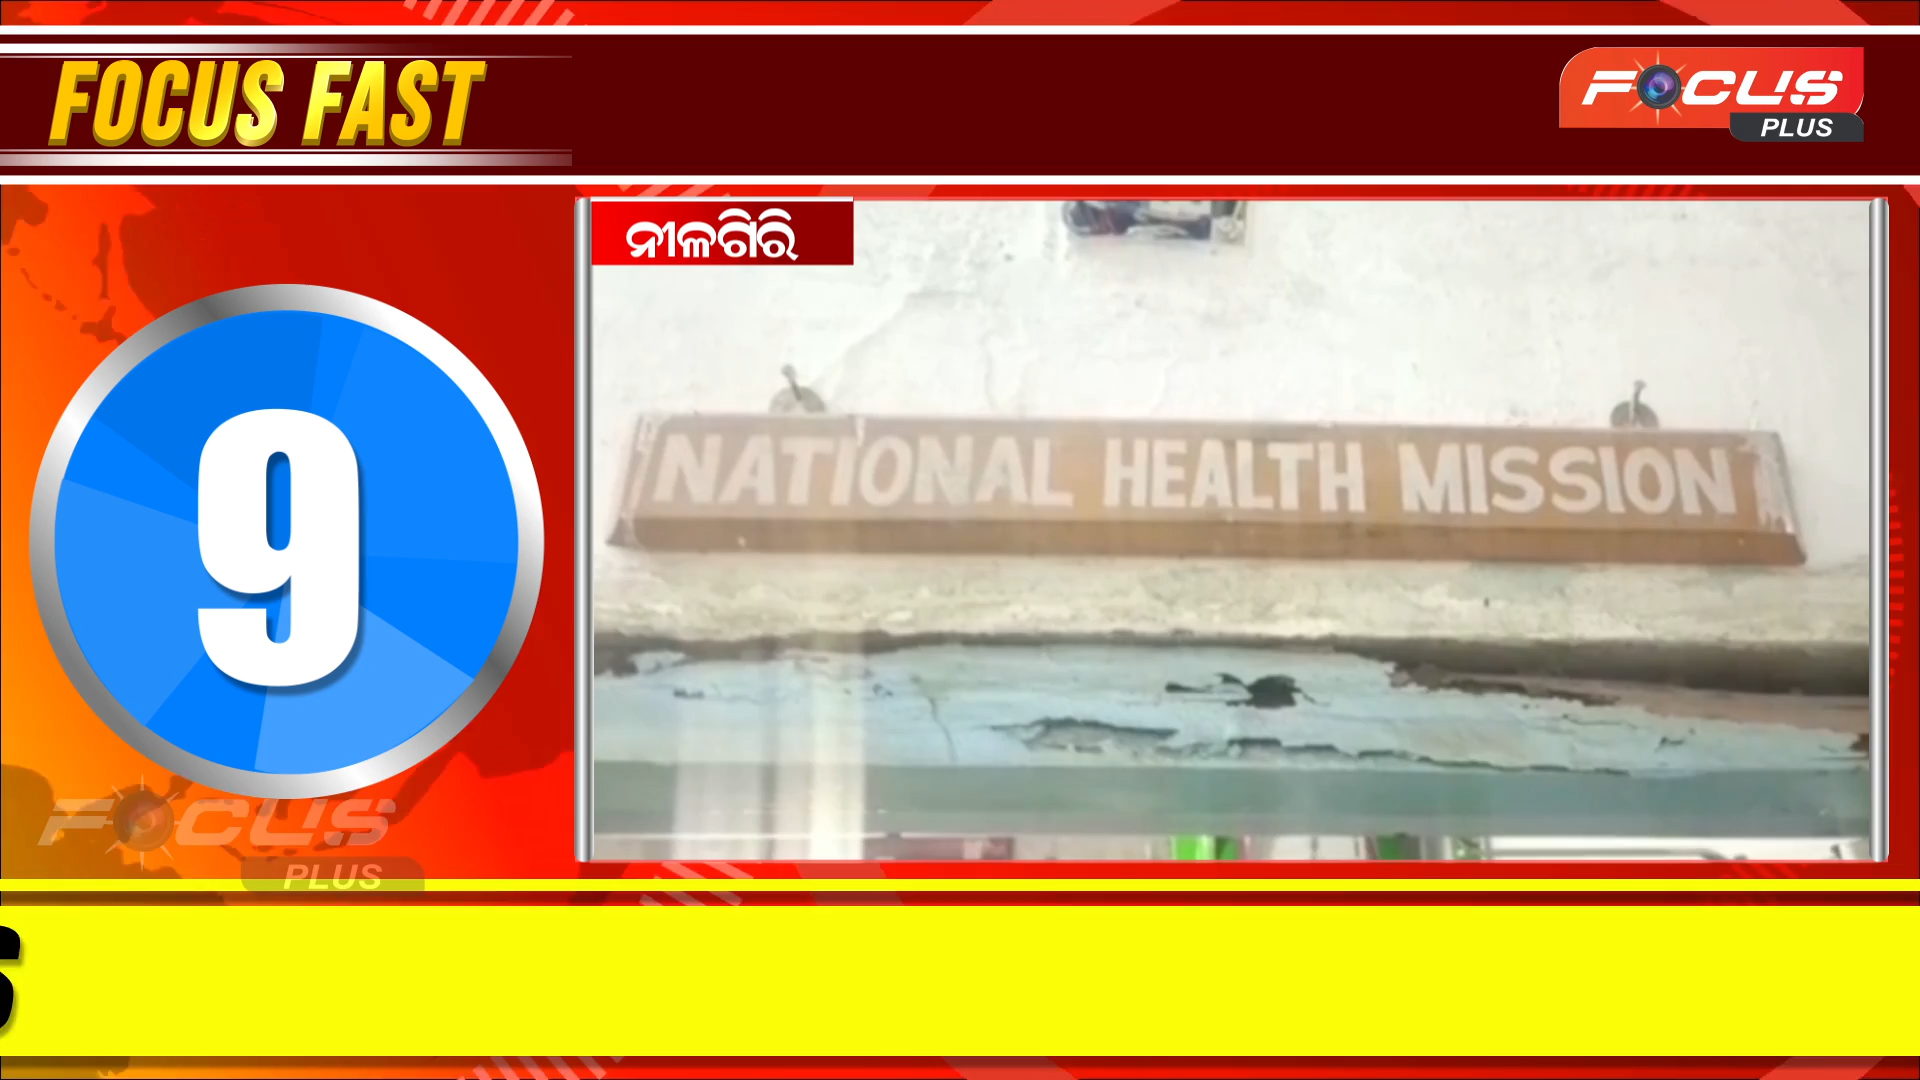 FOCUS FAST
FOCUS
PLUS
ନୀଳଗିରି
NATIONAL HEALTH MISSION
9
FOCUS
PLUS